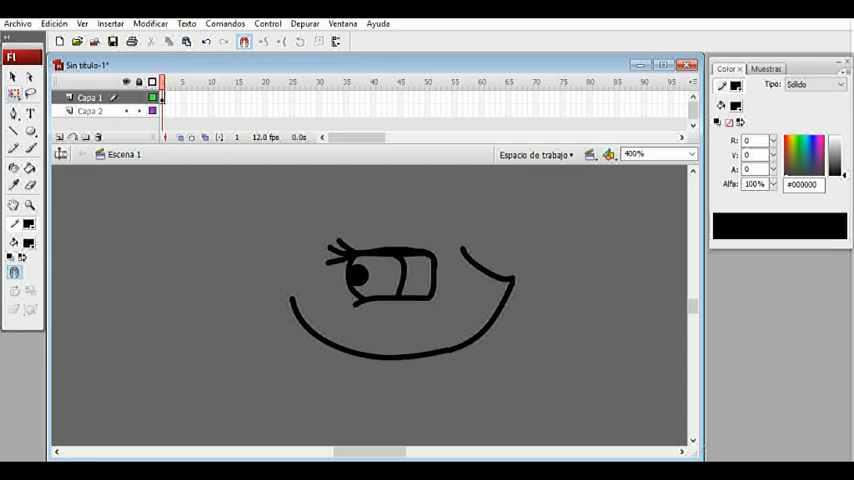 Archivo Edición Ver Insertar Modificar Texto Comandos Control Depurar Ventana Ayuda
Fl
Sin título-1*
5 10 15 20 25 30 35 40 45 50 55 60 65 70 75 80 85 90 95
Capa 1
Capa 2
1 12.0 fps 0.0s
Escena 1 Espacio de trabajo 400%
Color × Muestras
Tipo: Sólido
R: 0
V: 0
A: 0
Alfa: 100% #000000